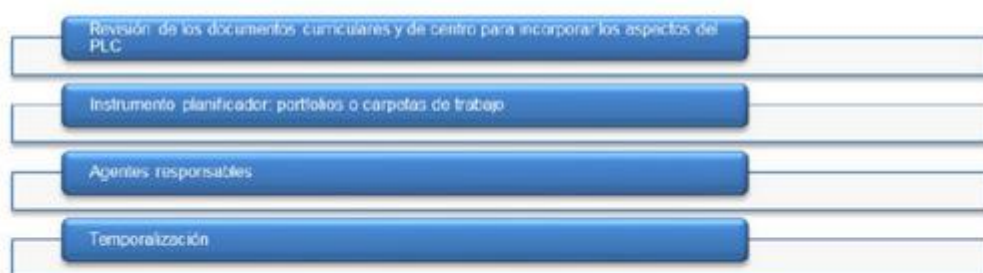 Revisión de los documentos curriculares y de centro para incorporar los aspectos del
PLC
Instrumento planificador: portfolios o carpetas de trabajo
Agentes responsables
Temporalización